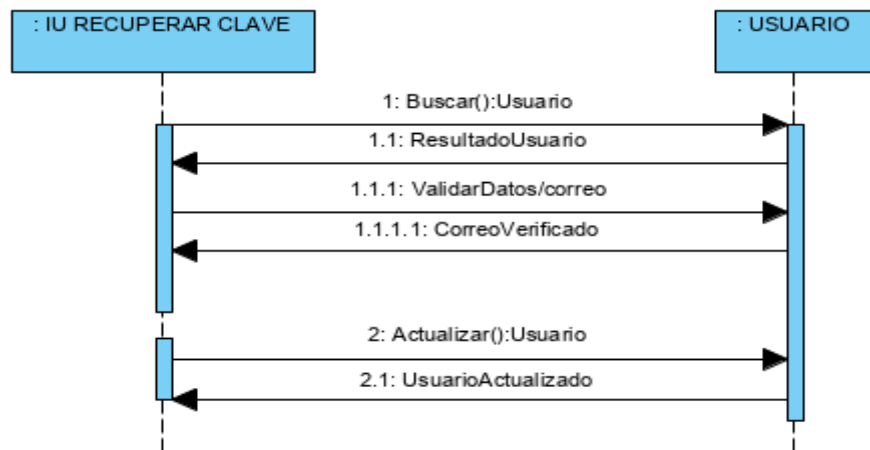 : IU RECUPERAR CLAVE
: USUARIO
1: Buscar():Usuario
1.1: ResultadoUsuario
1.1.1: ValidarDatos/correo
1.1.1.1: CorreoVerificado
2: Actualizar():Usuario
2.1: UsuarioActualizado